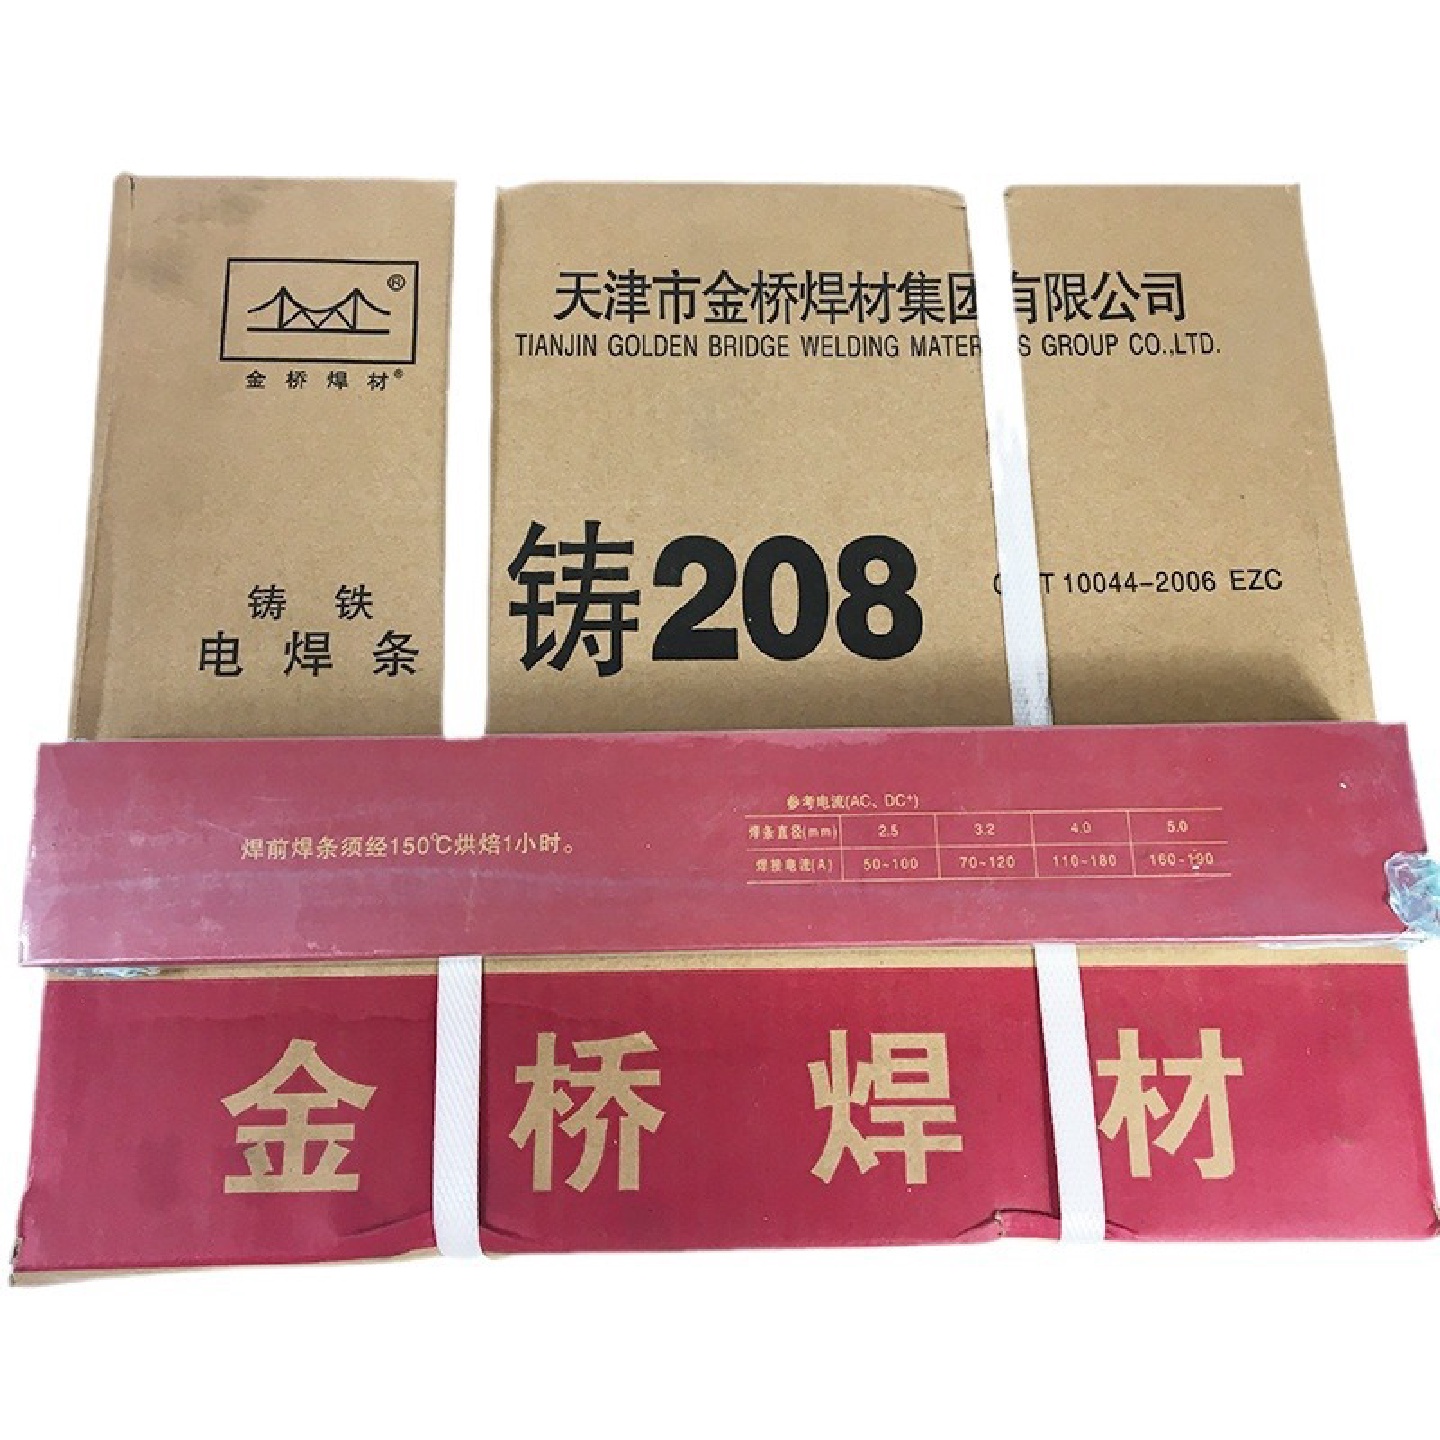 ®
金桥焊材®
天津市金桥焊材集团有限公司
TIANJIN GOLDEN BRIDGE WELDING MATER S GROUP CO.,LTD.
铸铁
电焊条
铸208
T 10044-2006 EZC
焊前焊条须经150℃烘焙1小时。
参考电流(AC、DC⁺)
焊条直径(mm) 2.5 3.2 4.0 5.0
焊接电流(A) 50~100 70~120 110~180 160~190
金桥焊材